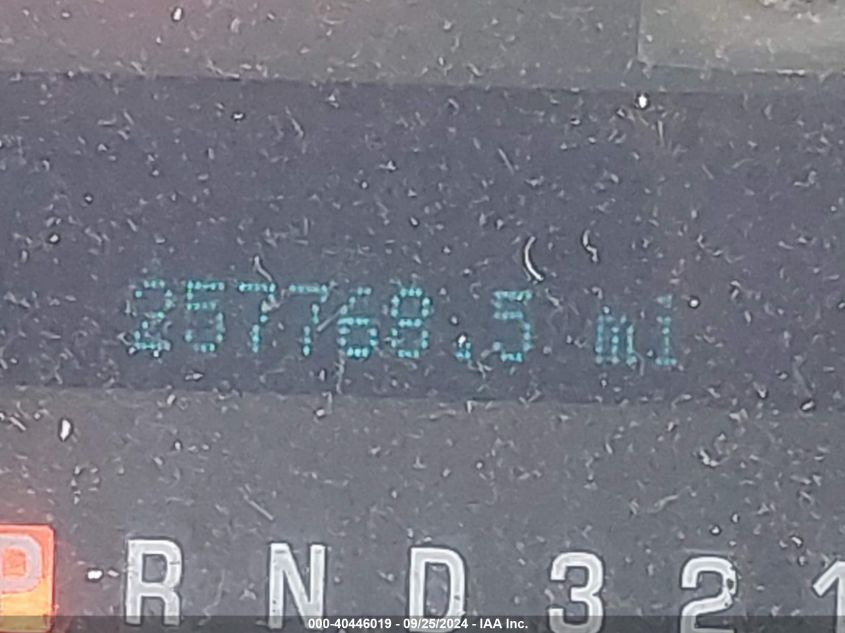 257768.5 mi
P R N D 3 2 1
000-40446019 - 09/25/2024 - IAA Inc.